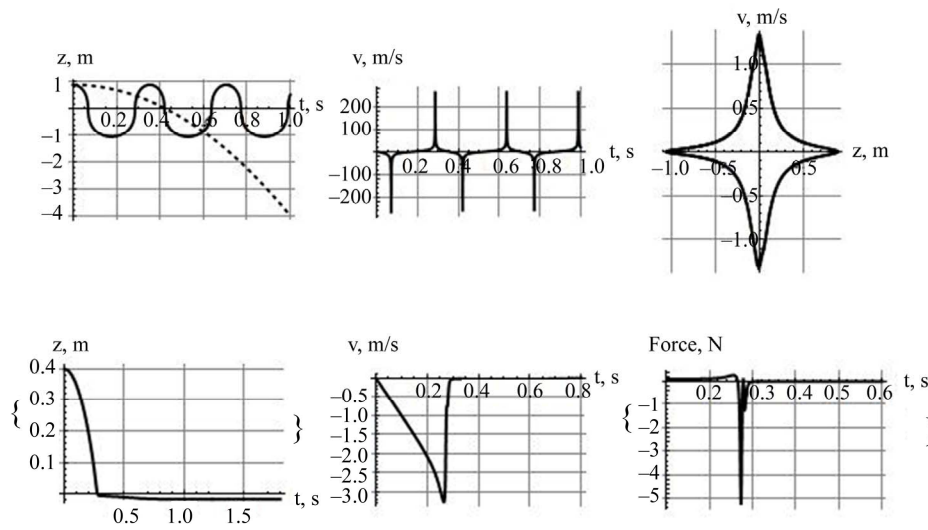 z, m
1
-1
-2
-3
-4
0.2 0.4 0.6 0.8 1.0
t, s
v, m/s
200
100
-100
-200
0.2 0.4 0.6 0.8 1.0
t, s
v, m/s
1.0
0.5
-0.5
-1.0
-1.0 -0.5 0.5
z, m
z, m
0.4
0.3
0.2
0.1
0.5 1.0 1.5
t, s
{ }
v, m/s
-0.5
-1.0
-1.5
-2.0
-2.5
-3.0
0.2 0.4 0.6 0.8
t, s
Force, N
-1
-2
-3
-4
-5
0.2 0.3 0.4 0.5 0.6
t, s
{ }